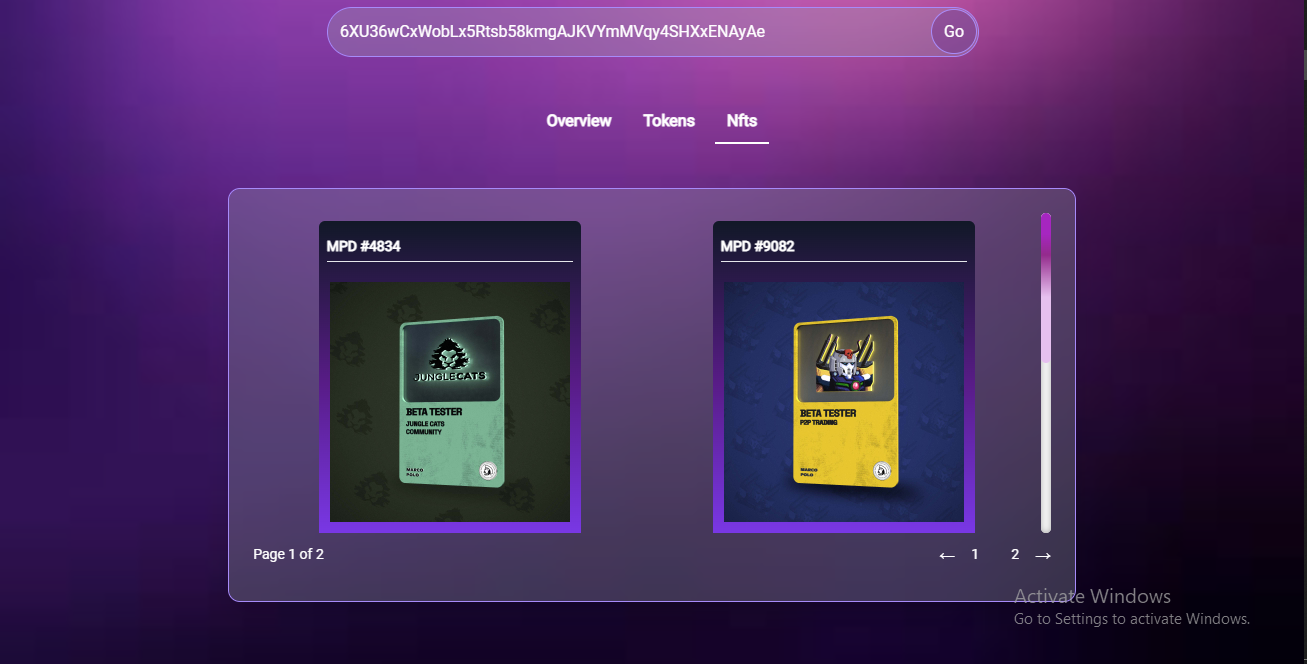 6XU36wCxWobLx5Rtsb58kmgAJKVYmMVqy4SHXxENAyAe Go
Overview Tokens Nfts
MPD #4834
JUNGLECATS
BETA TESTER
JUNGLE CATS
COMMUNITY
MARCO
POLO
MPD #9082
BETA TESTER
P2P TRADING
MARCO
POLO
Page 1 of 2
← 1 2 →
Activate Windows
Go to Settings to activate Windows.